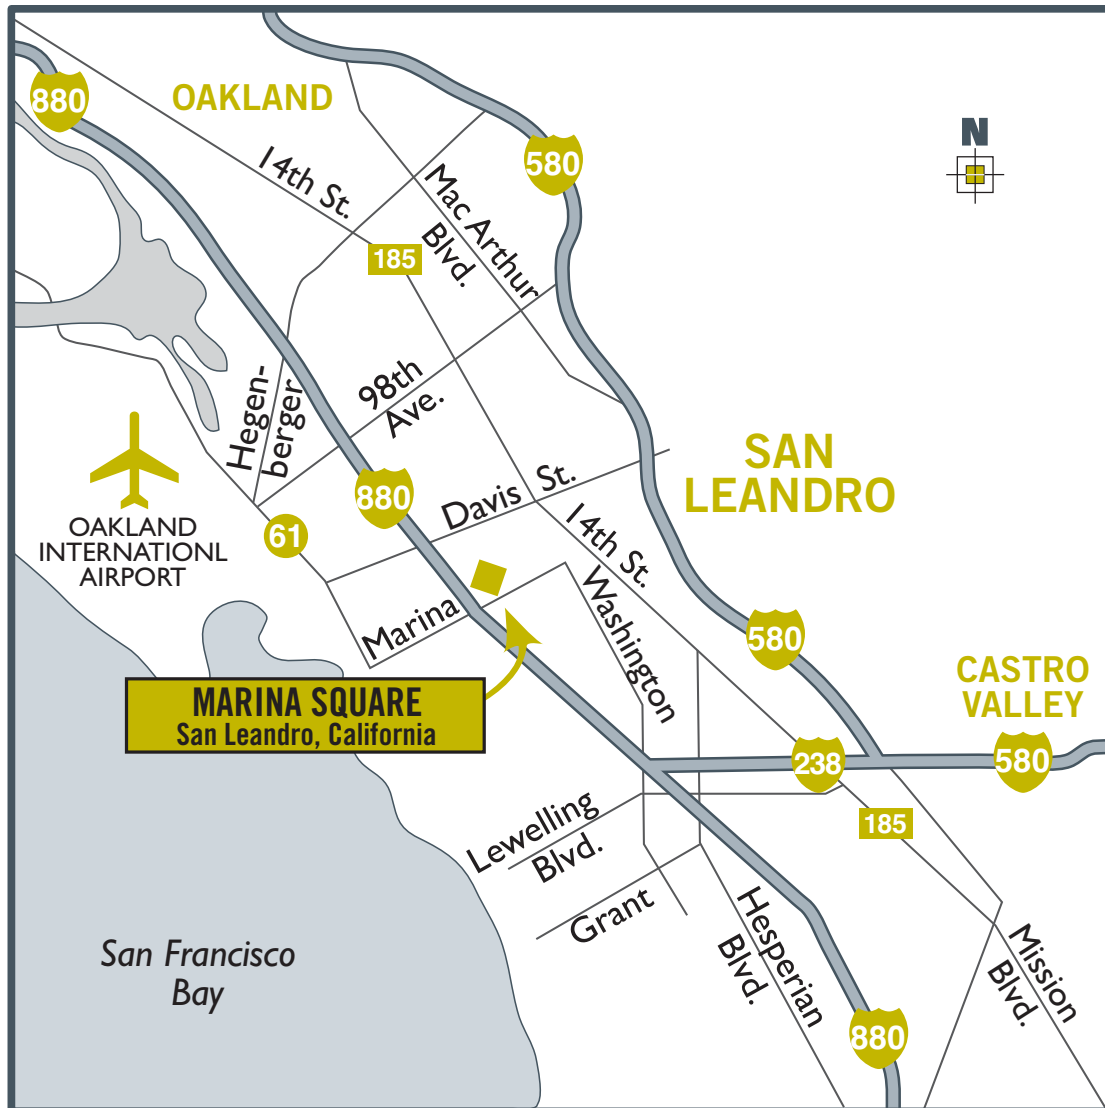 880
OAKLAND
580
N
14th St.
Mac Arthur
Blvd.
185
98th
Ave.
Hegen-
berger
SAN
LEANDRO
880
Davis St.
61
OAKLAND
INTERNATIONL
AIRPORT
14th St.
Marina
Washington
580
MARINA SQUARE
San Leandro, California
CASTRO
VALLEY
238
580
185
Lewelling
Blvd.
Grant
Hesperian
Blvd.
Mission
Blvd.
San Francisco
Bay
880